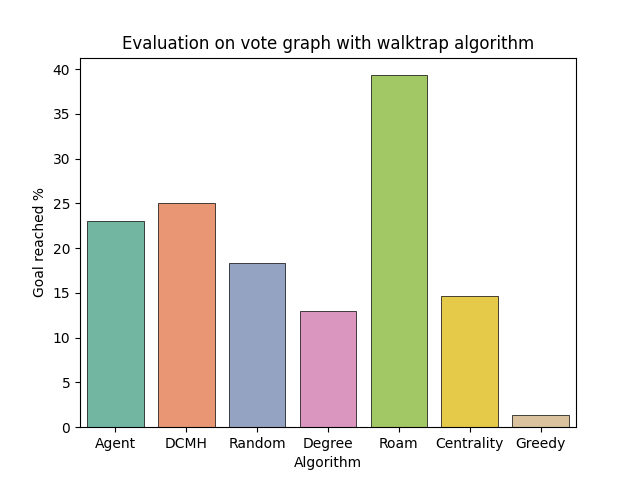 Evaluation on vote graph with walktrap algorithm
Goal reached %
40
35
30
25
20
15
10
5
0
Agent DCMH Random Degree Roam Centrality Greedy
Algorithm